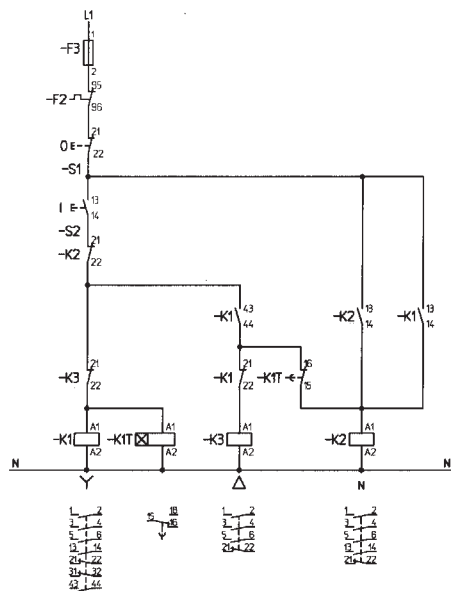 L1
-F3
1
2
95
-F2
96
21
O E
22
-S1
13
I E
14
-S2
21
-K2
22
43
-K1
44
13
-K2
14
13
-K1
14
21
-K3
22
21
-K1
22
16
-K1T
15
A1
-K1
A2
A1
-K1T
A2
A1
-K3
A2
A1
-K2
A2
N
N
Y
Δ
N
1 2
3 4
5 6
13 14
21 22
31 32
43 44
18
15 16
1 2
3 4
5 6
21 22
1 2
3 4
5 6
13 14
21 22